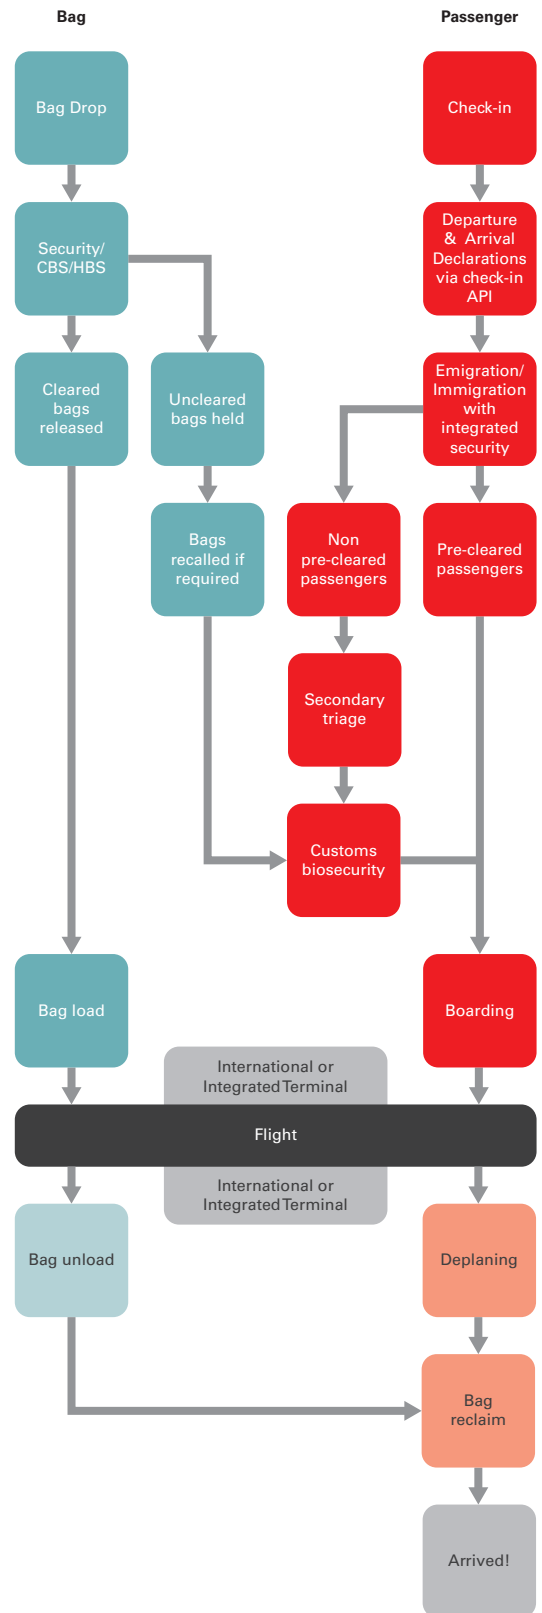 Bag
Passenger
Bag Drop
Check-in
Security/
CBS/HBS
Departure
& Arrival
Declarations
via check-in
API
Cleared
bags
released
Uncleared
bags held
Emigration/
Immigration
with
integrated
security
Bags
recalled if
required
Non
pre-cleared
passengers
Pre-cleared
passengers
Secondary
triage
Customs
biosecurity
Bag load
Boarding
International or
Integrated Terminal
Flight
International or
Integrated Terminal
Bag unload
Deplaning
Bag
reclaim
Arrived!